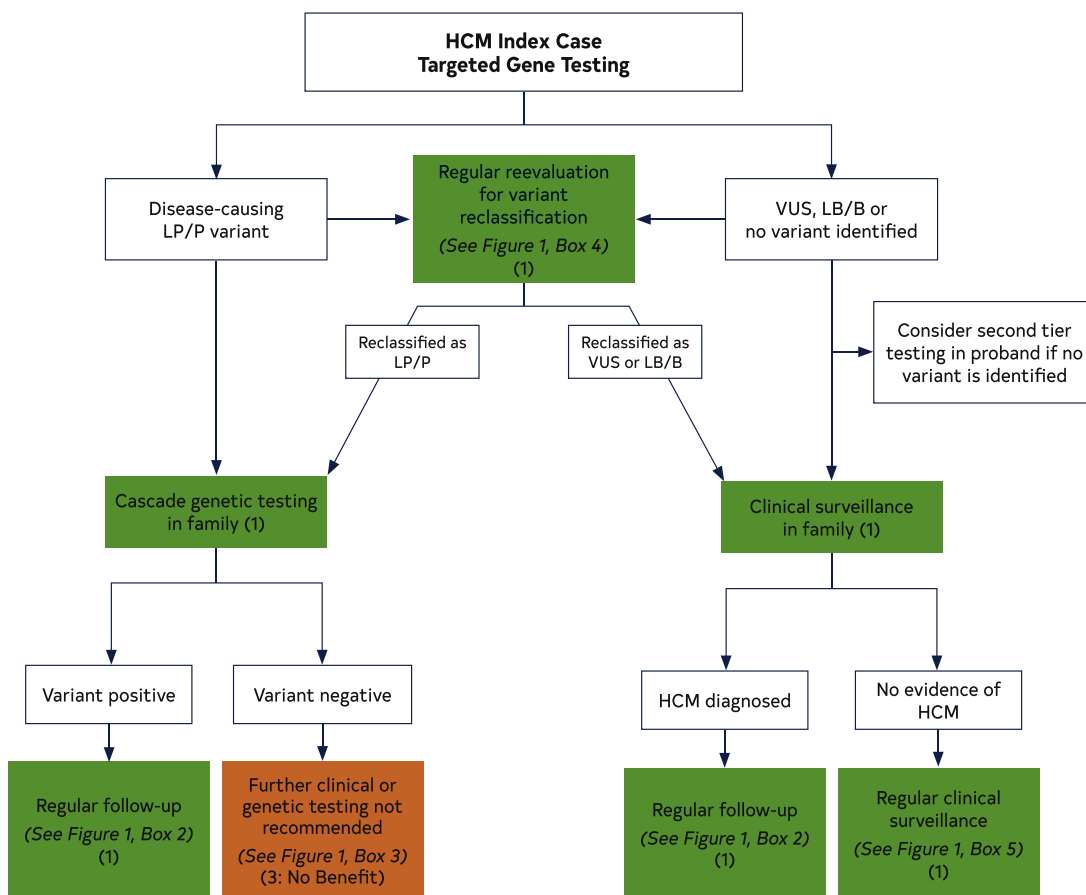 HCM Index Case
Targeted Gene Testing
Disease-causing
LP/P variant
Regular reevaluation
for variant
reclassification
(See Figure 1, Box 4)
(1)
VUS, LB/B or
no variant identified
Consider second tier
testing in proband if no
variant is identified
Reclassified as
LP/P
Reclassified as
VUS or LB/B
Cascade genetic testing
in family (1)
Clinical surveillance
in family (1)
Variant positive
Variant negative
HCM diagnosed
No evidence of
HCM
Regular follow-up
(See Figure 1, Box 2)
(1)
Further clinical or
genetic testing not
recommended
(See Figure 1, Box 3)
(3: No Benefit)
Regular follow-up
(See Figure 1, Box 2)
(1)
Regular clinical
surveillance
(See Figure 1, Box 5)
(1)